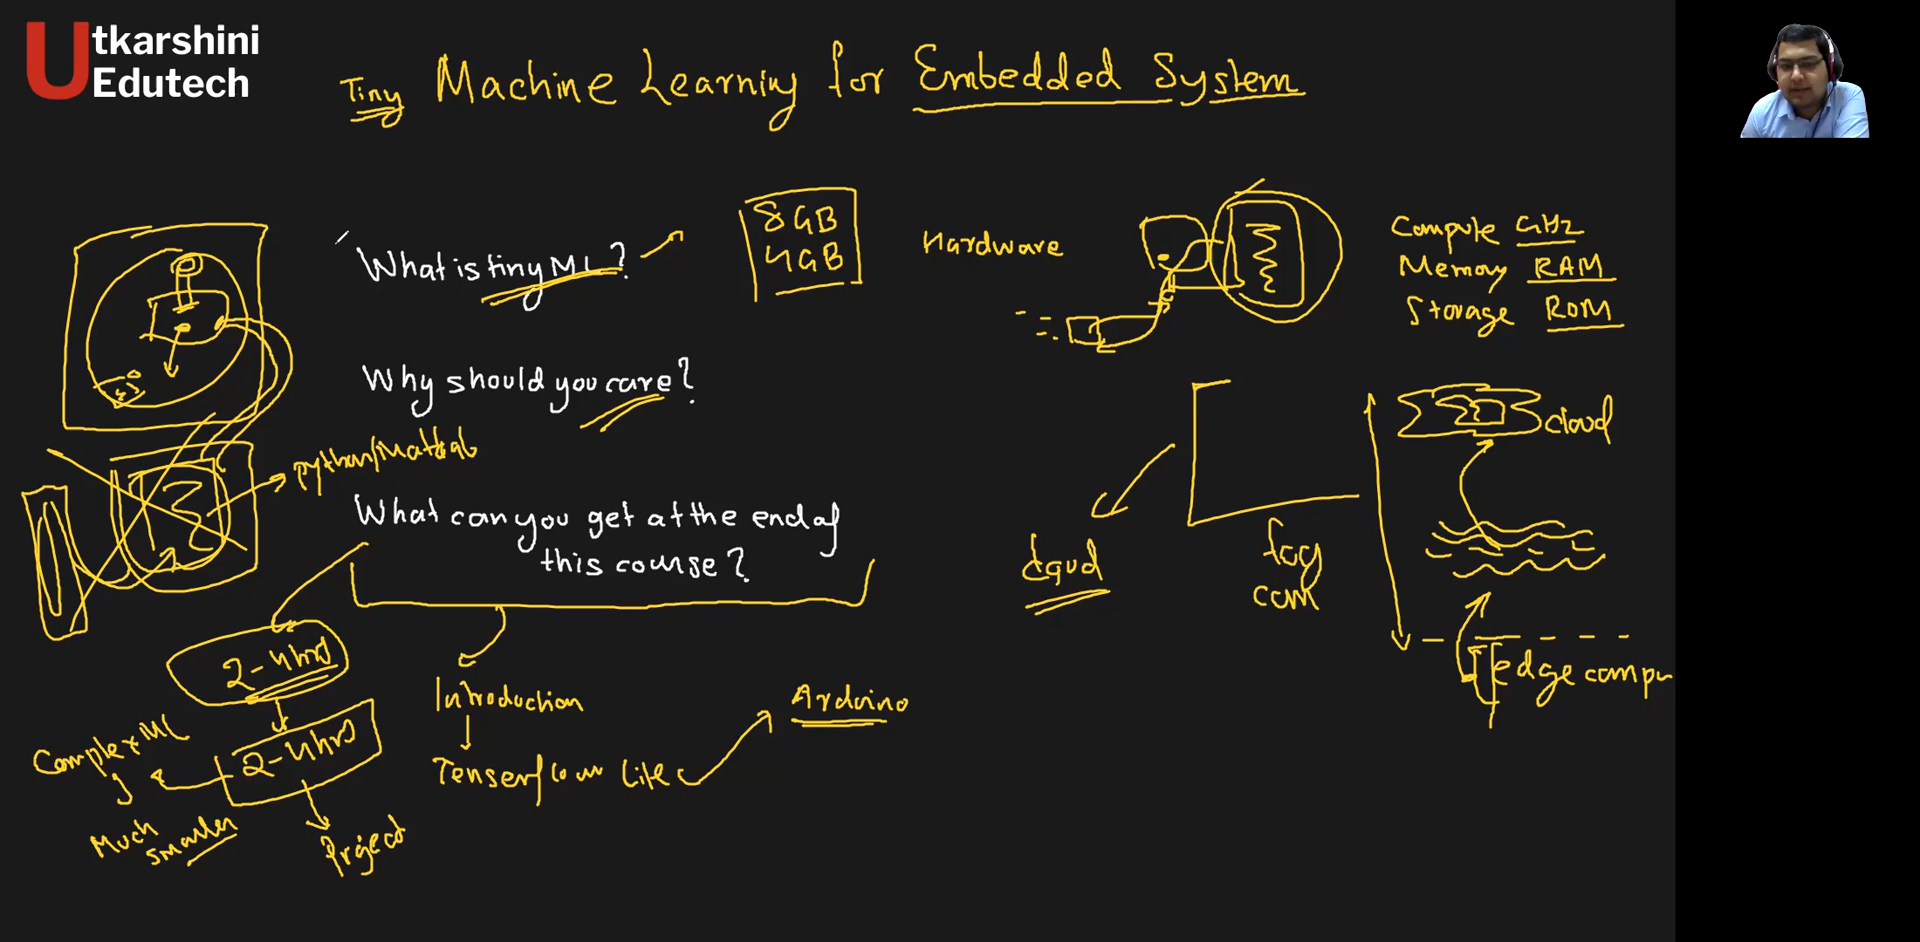 Utkarshini
Edutech
Tiny Machine Learning for Embedded System
What is tiny ML?
8GB
4GB
Hardware
Compute GHz
Memory RAM
Storage ROM
Why should you care?
python/Matlab
cloud
What can you get at the end of
this course?
cloud
fog
com
edge compu
2-4hrs
2-4hrs
Introduction
Arduino
Complex ML
Tenserflow Lite
Much
smarter
Project